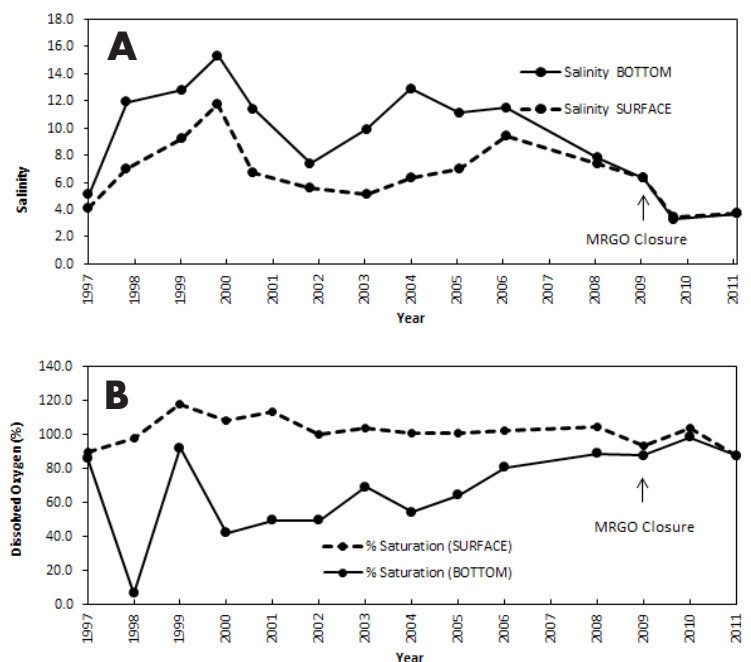 A
18.0
16.0
14.0
12.0
10.0
8.0
6.0
4.0
2.0
0.0
Salinity
Salinity BOTTOM
Salinity SURFACE
MRGO Closure
1997 1998 1999 2000 2001 2002 2003 2004 2005 2006 2007 2008 2009 2010 2011
Year
B
140.0
120.0
100.0
80.0
60.0
40.0
20.0
0.0
Dissolved Oxygen (%)
MRGO Closure
% Saturation (SURFACE)
% Saturation (BOTTOM)
1997 1998 1999 2000 2001 2002 2003 2004 2005 2006 2007 2008 2009 2010 2011
Year